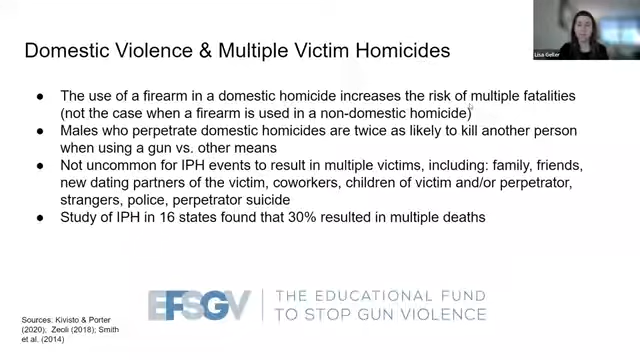 Lisa Geller
Domestic Violence & Multiple Victim Homicides
● The use of a firearm in a domestic homicide increases the risk of multiple fatalities
(not the case when a firearm is used in a non-domestic homicide)
● Males who perpetrate domestic homicides are twice as likely to kill another person
when using a gun vs. other means
● Not uncommon for IPH events to result in multiple victims, including: family, friends,
new dating partners of the victim, coworkers, children of victim and/or perpetrator,
strangers, police, perpetrator suicide
● Study of IPH in 16 states found that 30% resulted in multiple deaths
EFSGV
THE EDUCATIONAL FUND
TO STOP GUN VIOLENCE
Sources: Kivisto & Porter
(2020); Zeoli (2018); Smith
et al. (2014)